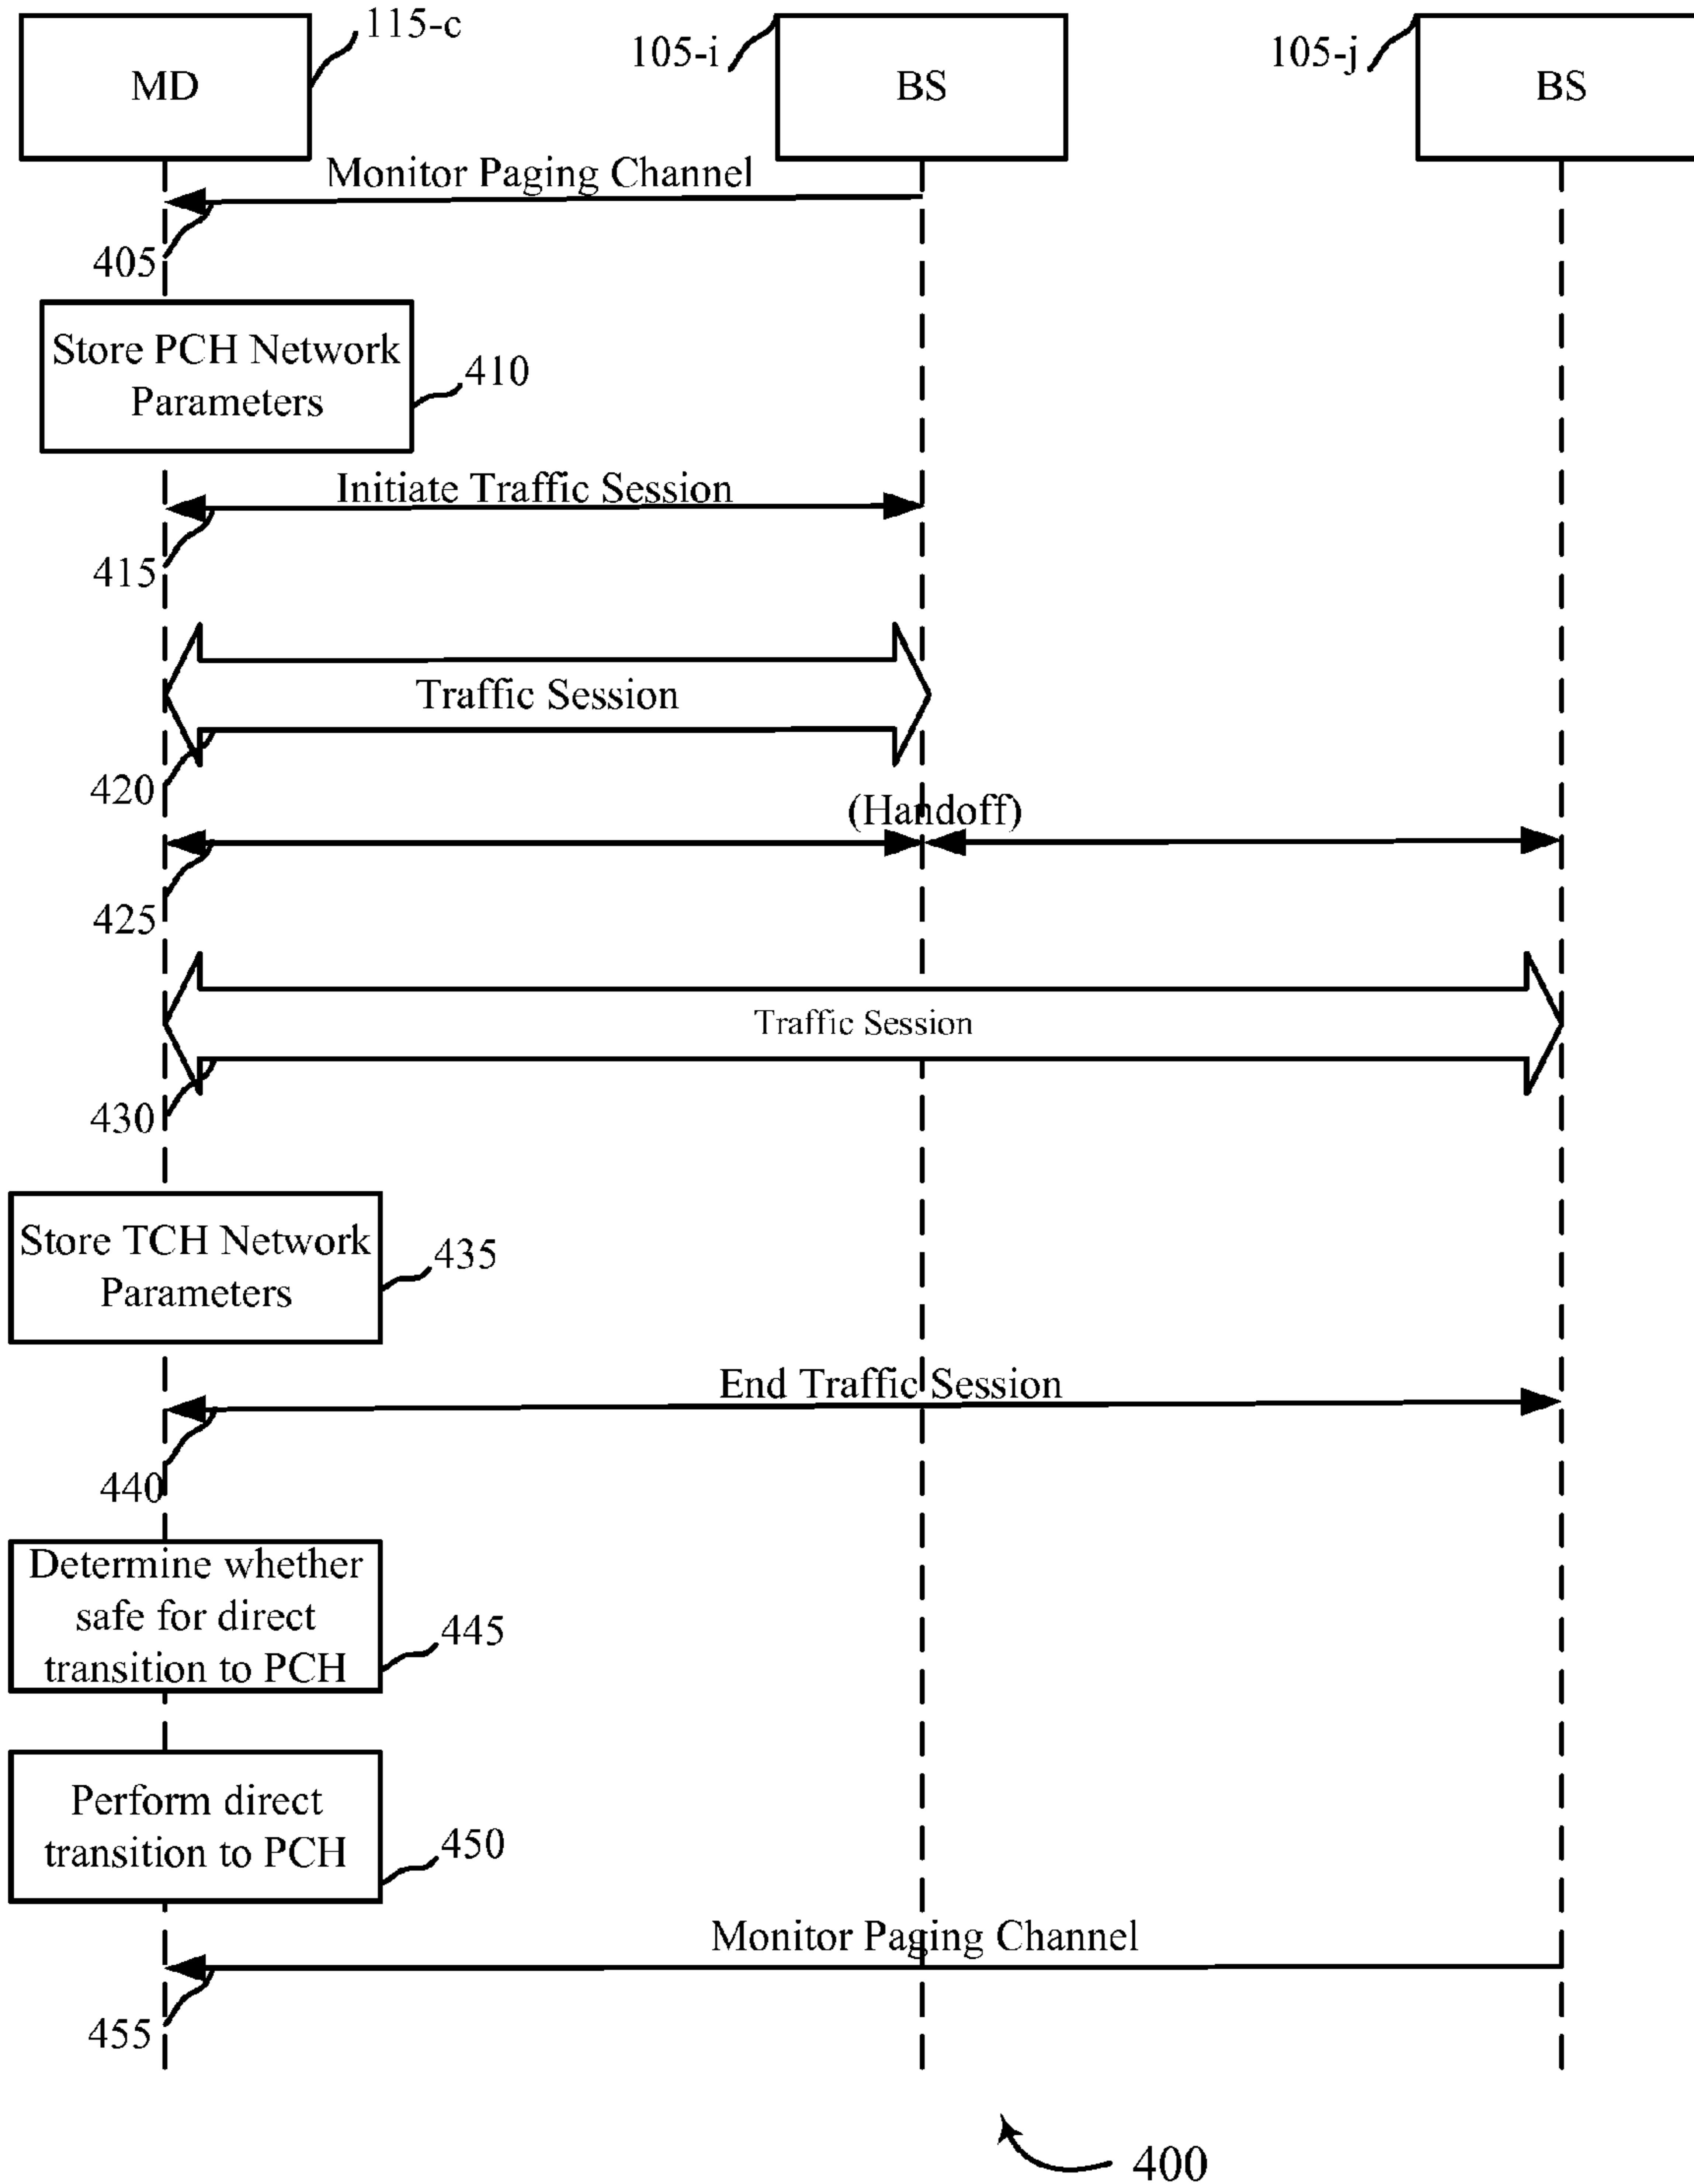 115-c
105-i
105-j
MD
BS
BS
Monitor Paging Channel
405
Store PCH Network
Parameters
410
Initiate Traffic Session
415
Traffic Session
420
(Handoff)
425
Traffic Session
430
Store TCH Network
Parameters
435
End Traffic Session
440
Determine whether
safe for direct
transition to PCH
445
Perform direct
transition to PCH
450
Monitor Paging Channel
455
400